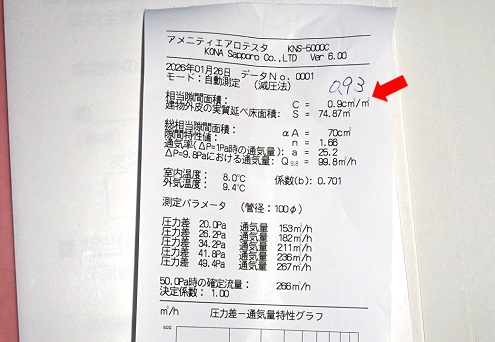 アメニティエアロテスタ KNS-5000C
KONA Sapporo Co.,LTD Ver 6.00
2026年01月26日 データNo. 0001
モード：自動測定 （減圧法）
0.93
相当隙間面積： C = 0.9cm²/m²
建物外皮の実質延べ床面積： S = 74.87m²
総相当隙間面積： αA = 70cm²
隙間特性値： n = 1.66
通気率(ΔP=1Pa時の通気量)： a = 25.2
ΔP=9.8Paにおける通気量： Q9.8 = 99.8m³/h
室内温度： 8.0℃ 係数(b)： 0.701
外気温度： 9.4℃
測定パラメータ （管径：100φ）
圧力差 20.0Pa 通気量 153m³/h
圧力差 26.2Pa 通気量 182m³/h
圧力差 34.2Pa 通気量 211m³/h
圧力差 41.8Pa 通気量 236m³/h
圧力差 49.4Pa 通気量 267m³/h
50.0Pa時の確定流量： 266m³/h
決定係数： 1.00
m³/h 圧力差－通気量特性グラフ
500